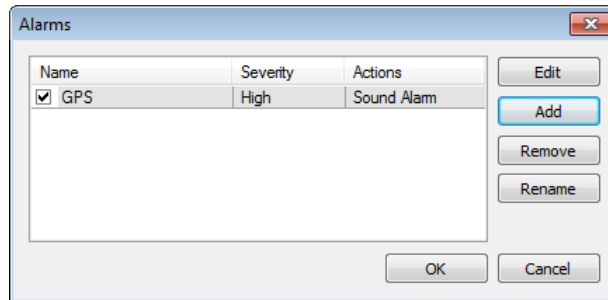 Alarms
Name Severity Actions
GPS High Sound Alarm
Edit
Add
Remove
Rename
OK Cancel